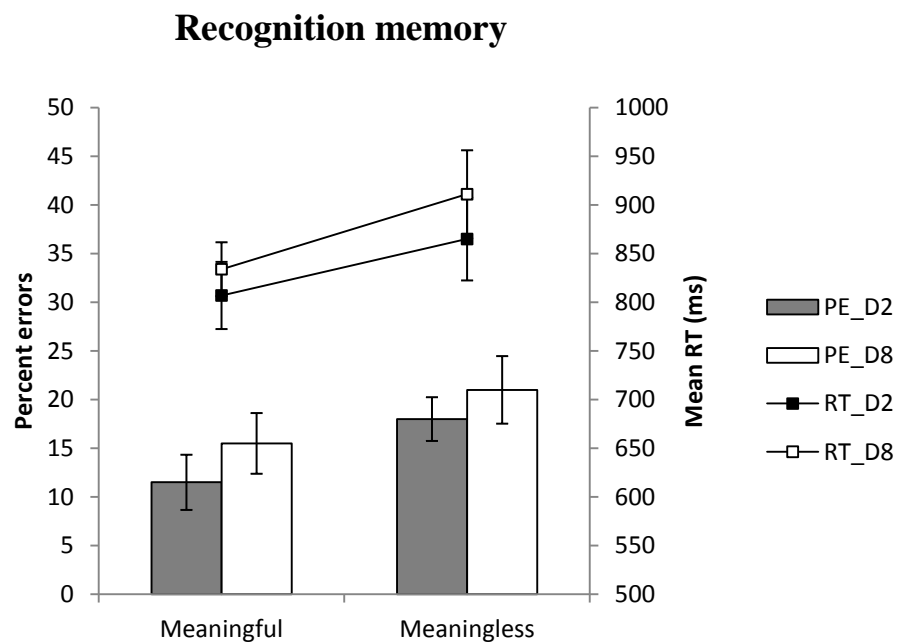 Recognition memory
50
45
40
35
30
25
20
15
10
5
0
Percent errors
1000
950
900
850
800
750
700
650
600
550
500
Mean RT (ms)
Meaningful
Meaningless
PE_D2
PE_D8
RT_D2
RT_D8